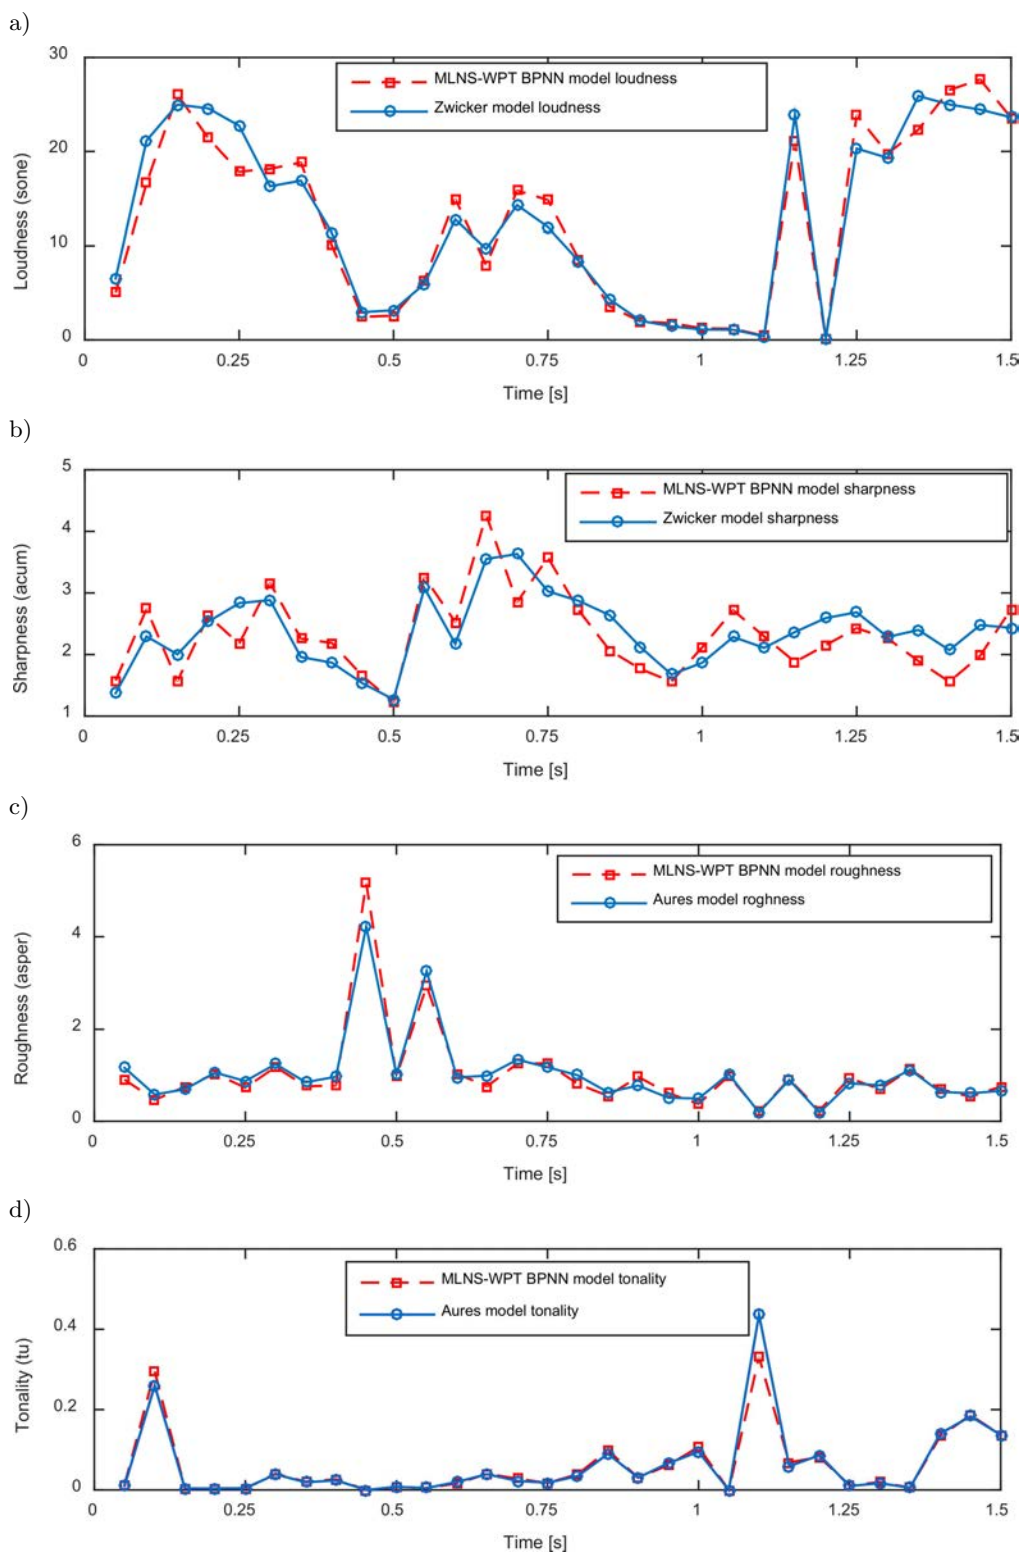 a)
30
MLNS-WPT BPNN model loudness
Zwicker model loudness
20
Loudness (sone)
10
0
0 0.25 0.5 0.75 1 1.25 1.5
Time [s]
b)
5
MLNS-WPT BPNN model sharpness
Zwicker model sharpness
4
Sharpness (acum)
3
2
1
0 0.25 0.5 0.75 1 1.25 1.5
Time [s]
c)
6
MLNS-WPT BPNN model roughness
Aures model roghness
4
Roughness (asper)
2
0
0 0.25 0.5 0.75 1 1.25 1.5
Time [s]
d)
0.6
MLNS-WPT BPNN model tonality
Aures model tonality
0.4
Tonality (tu)
0.2
0
0 0.25 0.5 0.75 1 1.25 1.5
Time [s]